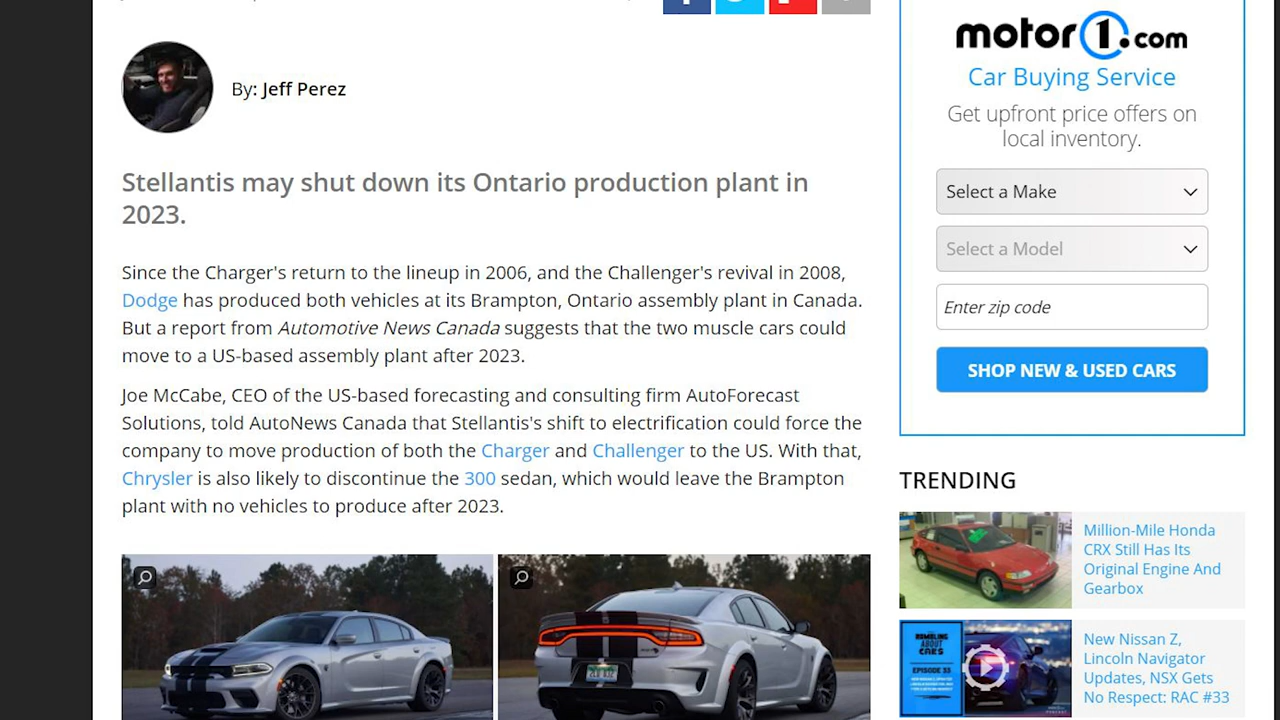 By: Jeff Perez
Stellantis may shut down its Ontario production plant in
2023.
Since the Charger's return to the lineup in 2006, and the Challenger's revival in 2008,
Dodge has produced both vehicles at its Brampton, Ontario assembly plant in Canada.
But a report from Automotive News Canada suggests that the two muscle cars could
move to a US-based assembly plant after 2023.
Joe McCabe, CEO of the US-based forecasting and consulting firm AutoForecast
Solutions, told AutoNews Canada that Stellantis's shift to electrification could force the
company to move production of both the Charger and Challenger to the US. With that,
Chrysler is also likely to discontinue the 300 sedan, which would leave the Brampton
plant with no vehicles to produce after 2023.
motor1.com
Car Buying Service
Get upfront price offers on
local inventory.
Select a Make
Select a Model
Enter zip code
SHOP NEW & USED CARS
TRENDING
Million-Mile Honda
CRX Still Has Its
Original Engine And
Gearbox
RAMBLING
ABOUT
CARS
EPISODE 33
New Nissan Z,
Lincoln Navigator
Updates, NSX Gets
No Respect: RAC #33